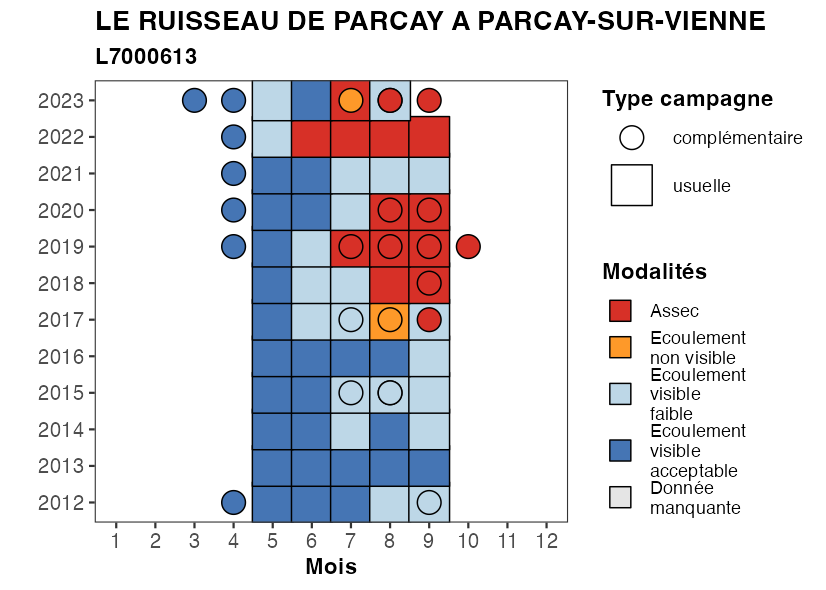 LE RUISSEAU DE PARCAY A PARCAY-SUR-VIENNE
L7000613
2023
2022
2021
2020
2019
2018
2017
2016
2015
2014
2013
2012
1 2 3 4 5 6 7 8 9 10 11 12
Mois
Type campagne
complémentaire
usuelle
Modalités
Assec
Ecoulement
non visible
Ecoulement
visible
faible
Ecoulement
visible
acceptable
Donnée
manquante